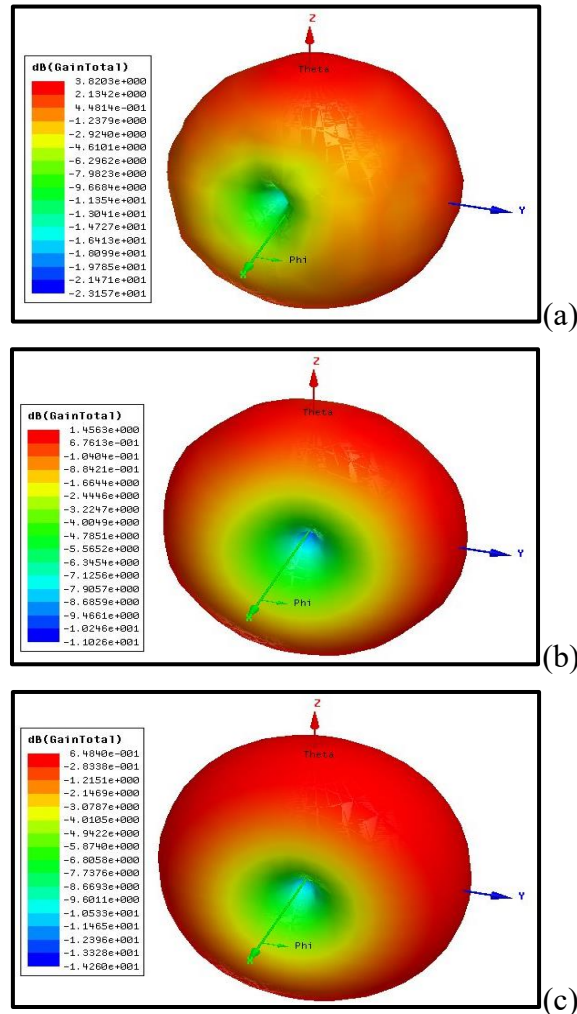 Z
dB(GainTotal)
3.8203e+000
2.1342e+000
4.4814e-001
-1.2379e+000
-2.9240e+000
-4.6101e+000
-6.2962e+000
-7.9823e+000
-9.6684e+000
-1.1354e+001
-1.3041e+001
-1.4727e+001
-1.6413e+001
-1.8099e+001
-1.9785e+001
-2.1471e+001
-2.3157e+001
Theta
Y
Phi
X
(a)
Z
dB(GainTotal)
1.4563e+000
6.7613e-001
-1.0404e-001
-8.8421e-001
-1.6644e+000
-2.4446e+000
-3.2247e+000
-4.0049e+000
-4.7851e+000
-5.5652e+000
-6.3454e+000
-7.1256e+000
-7.9057e+000
-8.6859e+000
-9.4661e+000
-1.0246e+001
-1.1026e+001
Theta
Y
Phi
X
(b)
Z
dB(GainTotal)
6.4840e-001
-2.8338e-001
-1.2151e+000
-2.1469e+000
-3.0787e+000
-4.0105e+000
-4.9422e+000
-5.8740e+000
-6.8058e+000
-7.7376e+000
-8.6693e+000
-9.6011e+000
-1.0533e+001
-1.1465e+001
-1.2396e+001
-1.3328e+001
-1.4260e+001
Theta
Y
Phi
X
(c)